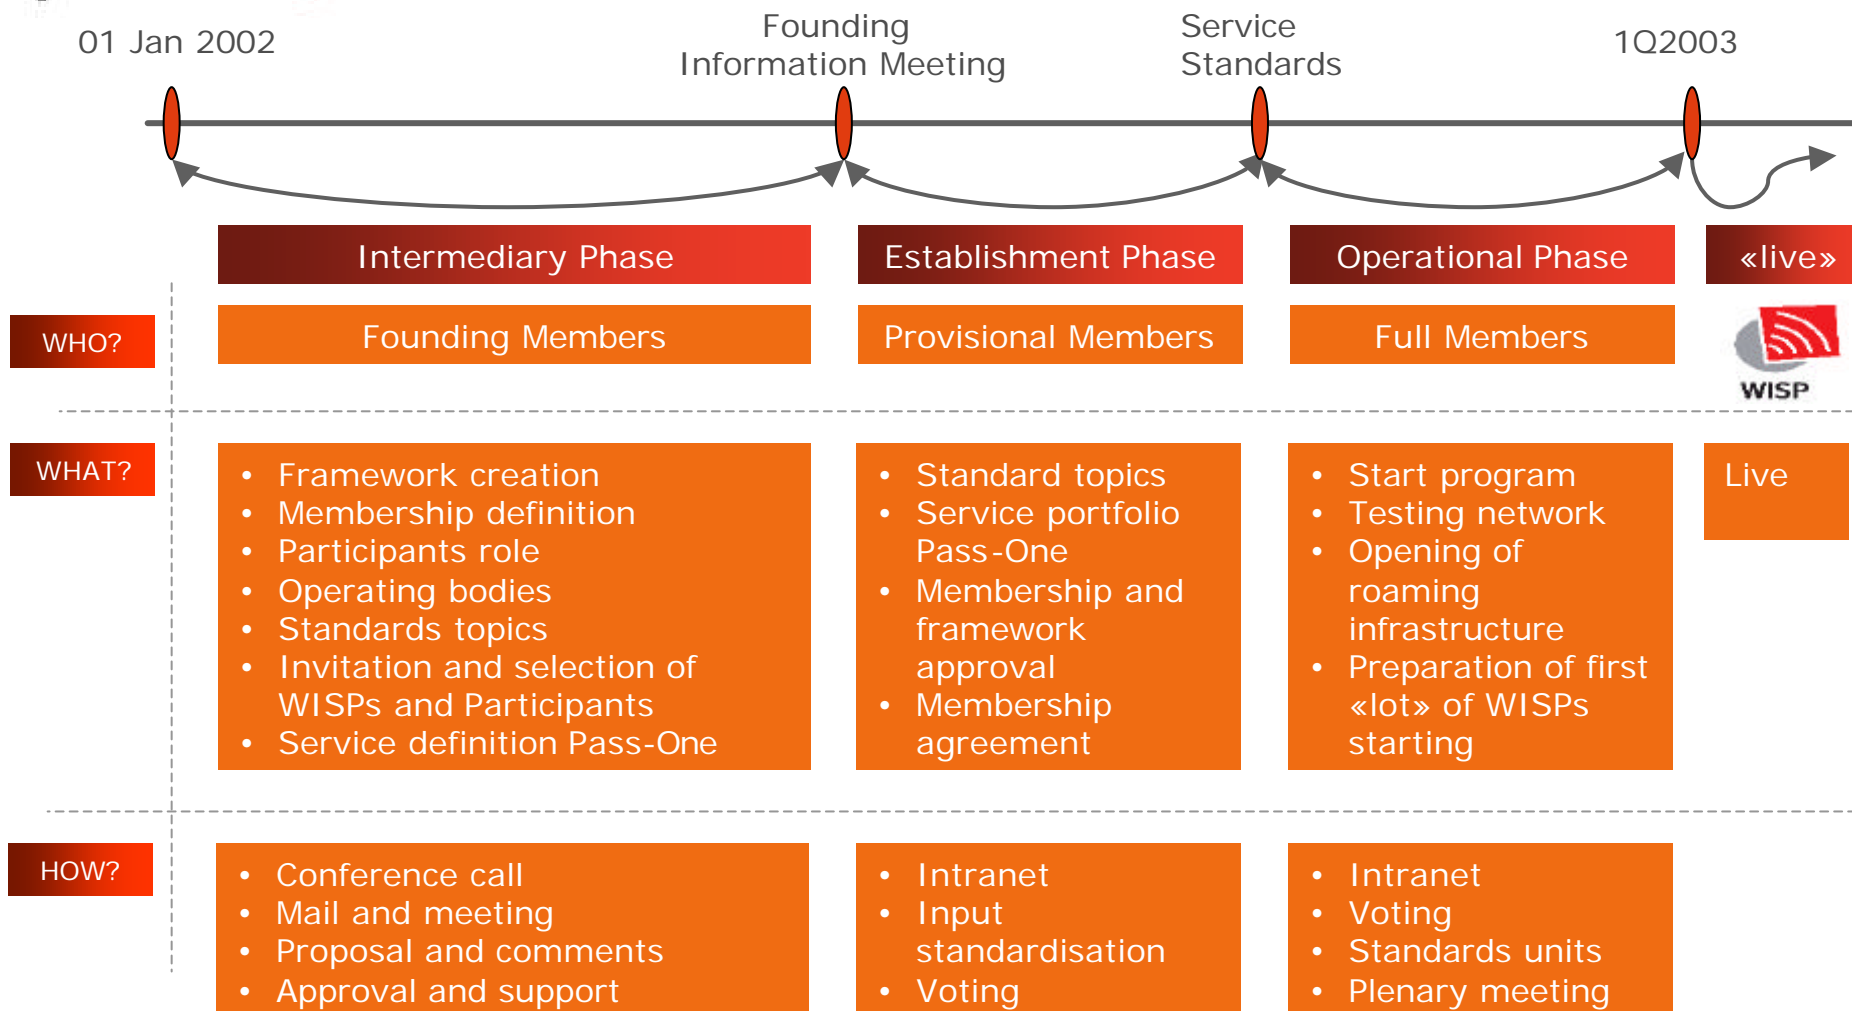 01 Jan 2002
Founding
Information Meeting
Service
Standards
1Q2003
Intermediary Phase
Establishment Phase
Operational Phase
«live»
WHO?
Founding Members
Provisional Members
Full Members
WISP
WHAT?
• Framework creation
• Membership definition
• Participants role
• Operating bodies
• Standards topics
• Invitation and selection of
WISPs and Participants
• Service definition Pass-One
• Standard topics
• Service portfolio
Pass-One
• Membership and
framework
approval
• Membership
agreement
• Start program
• Testing network
• Opening of
roaming
infrastructure
• Preparation of first
«lot» of WISPs
starting
Live
HOW?
• Conference call
• Mail and meeting
• Proposal and comments
• Approval and support
• Intranet
• Input
standardisation
• Voting
• Intranet
• Voting
• Standards units
• Plenary meeting